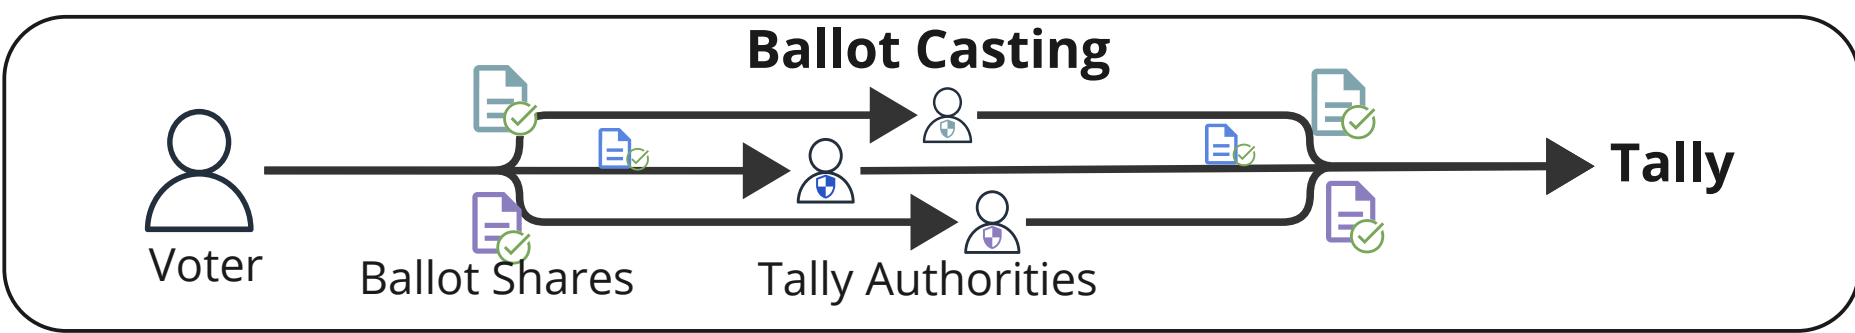 Ballot Casting
Tally
Voter
Ballot Shares
Tally Authorities